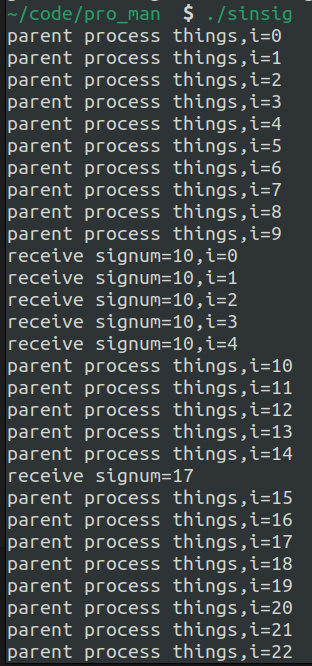 ~/code/pro_man  $ ./sinsig
parent process things,i=0
parent process things,i=1
parent process things,i=2
parent process things,i=3
parent process things,i=4
parent process things,i=5
parent process things,i=6
parent process things,i=7
parent process things,i=8
parent process things,i=9
receive signum=10,i=0
receive signum=10,i=1
receive signum=10,i=2
receive signum=10,i=3
receive signum=10,i=4
parent process things,i=10
parent process things,i=11
parent process things,i=12
parent process things,i=13
parent process things,i=14
receive signum=17
parent process things,i=15
parent process things,i=16
parent process things,i=17
parent process things,i=18
parent process things,i=19
parent process things,i=20
parent process things,i=21
parent process things,i=22